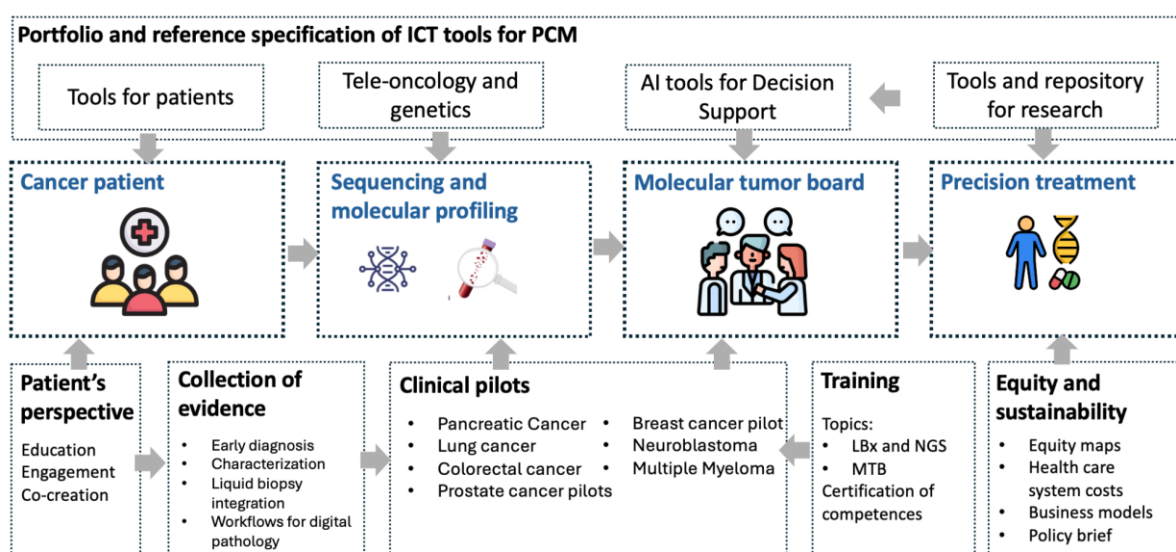 Portfolio and reference specification of ICT tools for PCM
Tools for patients
Tele-oncology and
genetics
AI tools for Decision
Support
Tools and repository
for research
Cancer patient
Sequencing and
molecular profiling
Molecular tumor board
Precision treatment
Patient's
perspective
Education
Engagement
Co-creation
Collection of
evidence
• Early diagnosis
• Characterization
• Liquid biopsy
integration
• Workflows for digital
pathology
Clinical pilots
• Pancreatic Cancer
• Lung cancer
• Colorectal cancer
• Prostate cancer pilots
• Breast cancer pilot
• Neuroblastoma
• Multiple Myeloma
Training
Topics:
• LBx and NGS
• MTB
Certification of
competences
Equity and
sustainability
• Equity maps
• Health care
system costs
• Business models
• Policy brief